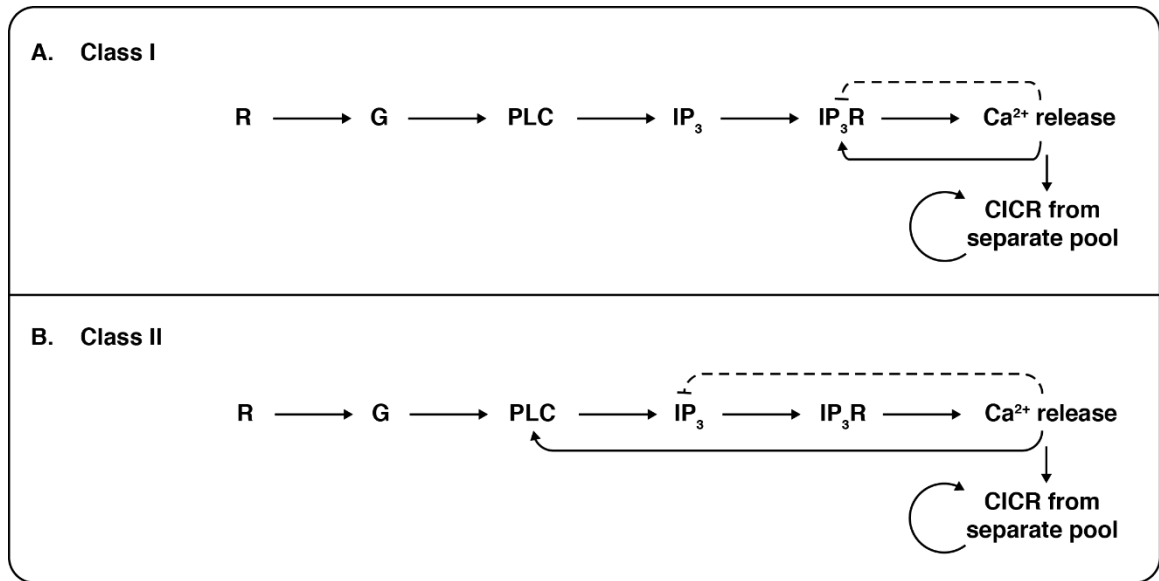 A. Class I
R G PLC IP₃ IP₃R Ca²⁺ release
CICR from
separate pool
B. Class II
R G PLC IP₃ IP₃R Ca²⁺ release
CICR from
separate pool